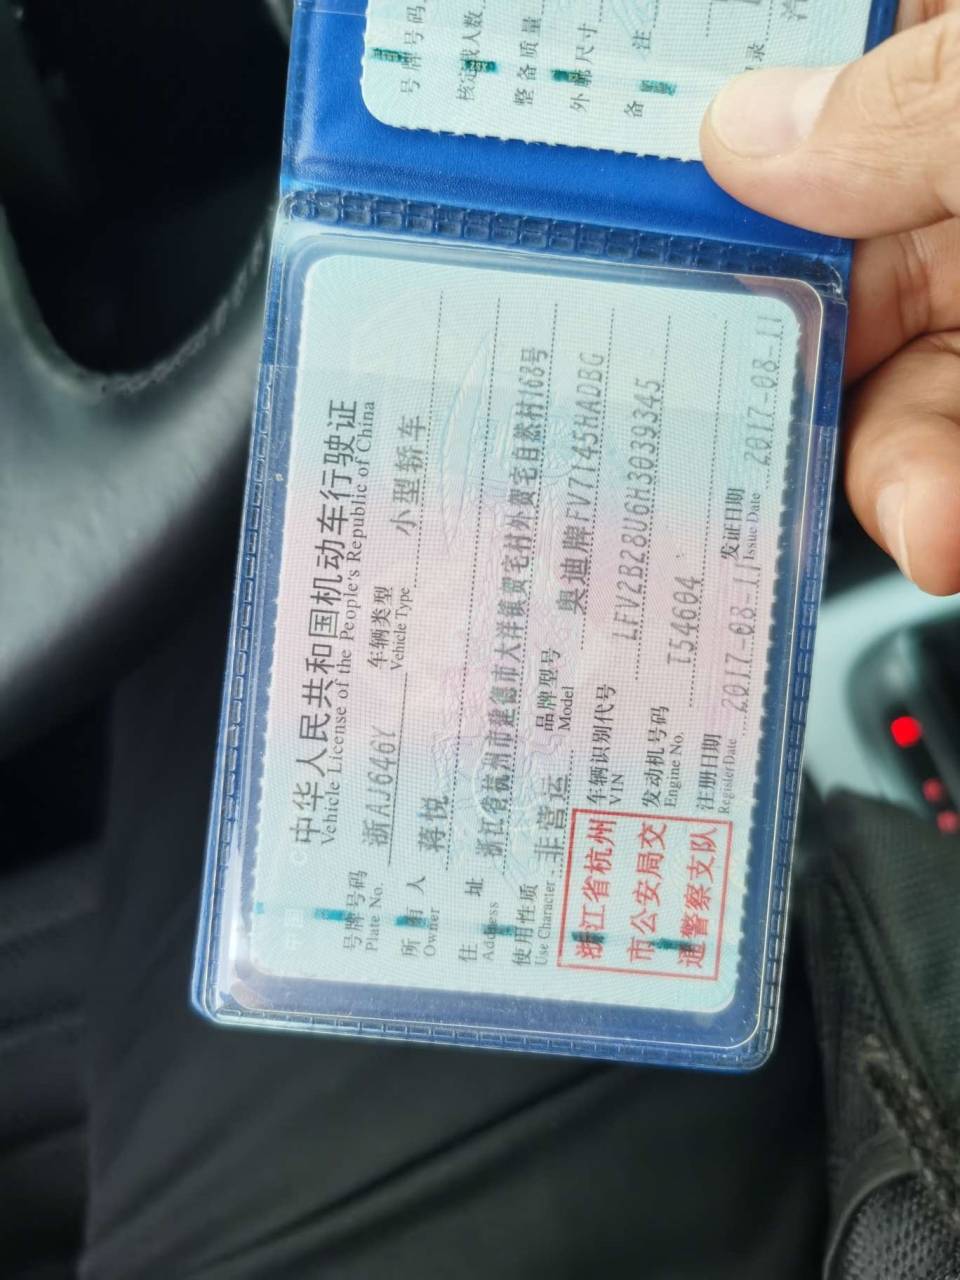 中华人民共和国机动车行驶证
Vehicle License of the People's Republic of China
号牌号码 浙AJ646Y 车辆类型 小型轿车
Plate No. Vehicle Type
所有人 蒋悦
Owner
住址 浙江省杭州市建德市大洋镇贾宅村外贾宅自然村168号
Address
使用性质 非营运 品牌型号 奥迪牌FV7145HADBG
Use Character Model
浙江省杭州
市公安局交
通警察支队
车辆识别代号 LFV2B28U6H3039345
VIN
发动机号码 T54604
Engine No.
注册日期 2017-08-11 发证日期 2017-08-11
Register Date Issue Date
号牌号码
核定载人数
整备质量
外廓尺寸
备注